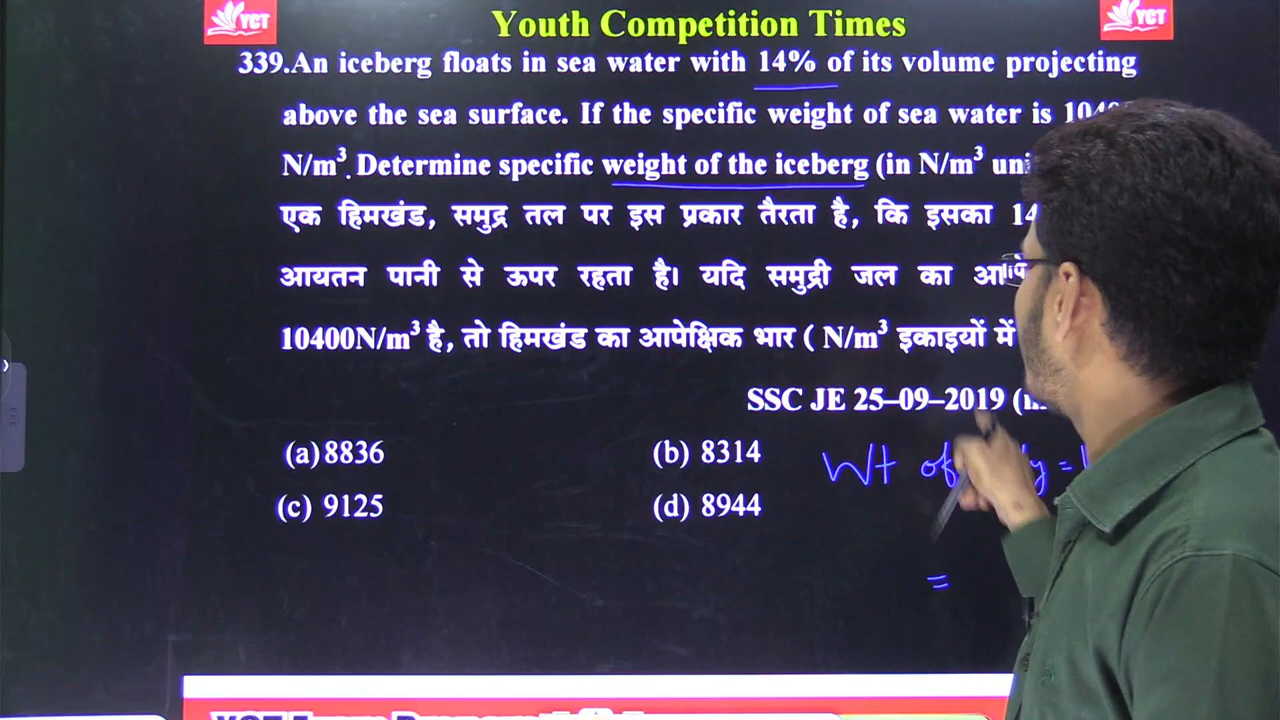 YCT
Youth Competition Times
YCT
339.An iceberg floats in sea water with 14% of its volume projecting
above the sea surface. If the specific weight of sea water is
N/m³. Determine specific weight of the iceberg (in N/m³
एक हिमखंड, समुद्र तल पर इस प्रकार तैरता है, कि इसका 14
आयतन पानी से ऊपर रहता है। यदि समुद्री जल का
10400N/m³ है, तो हिमखंड का आपेक्षिक भार ( N/m³ इकाइयों में
SSC JE 25–09–2019
(a) 8836 (b) 8314
Wt of =
(c) 9125 (d) 8944
=